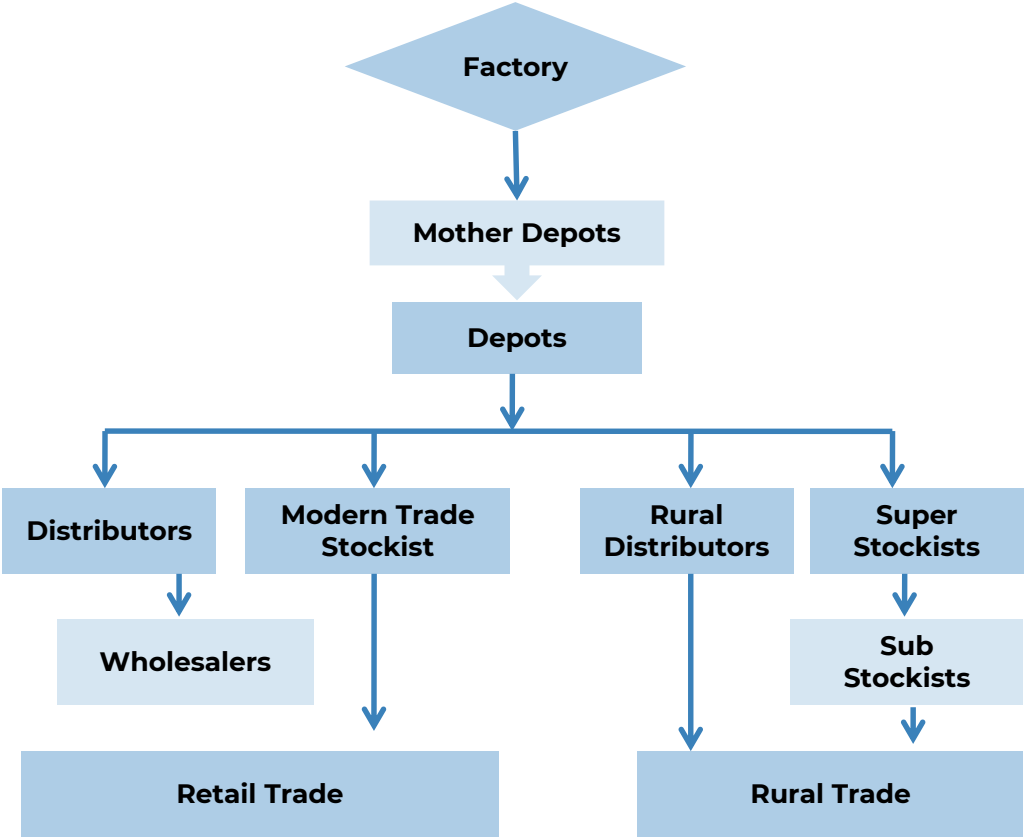 Factory
Mother Depots
Depots
Distributors
Modern Trade
Stockist
Rural
Distributors
Super
Stockists
Wholesalers
Sub
Stockists
Retail Trade
Rural Trade